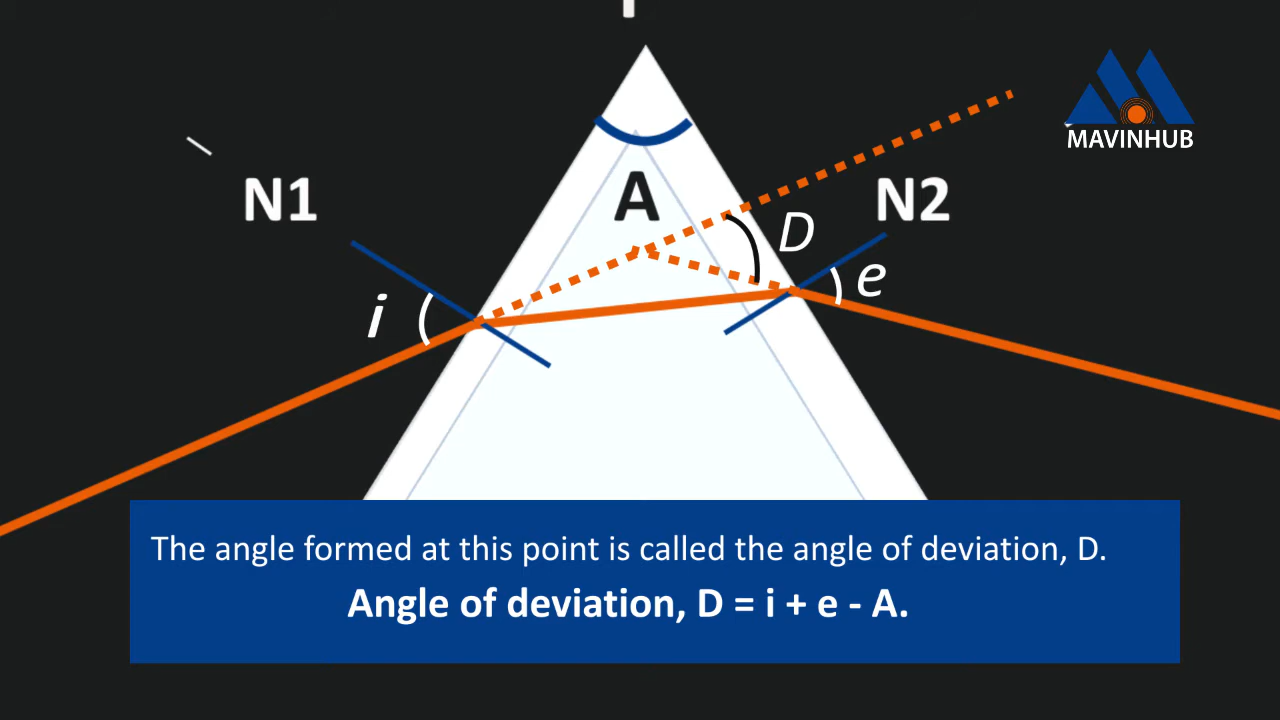 MAVINHUB
N1
A
N2
D
e
i
The angle formed at this point is called the angle of deviation, D.
Angle of deviation, D = i + e - A.